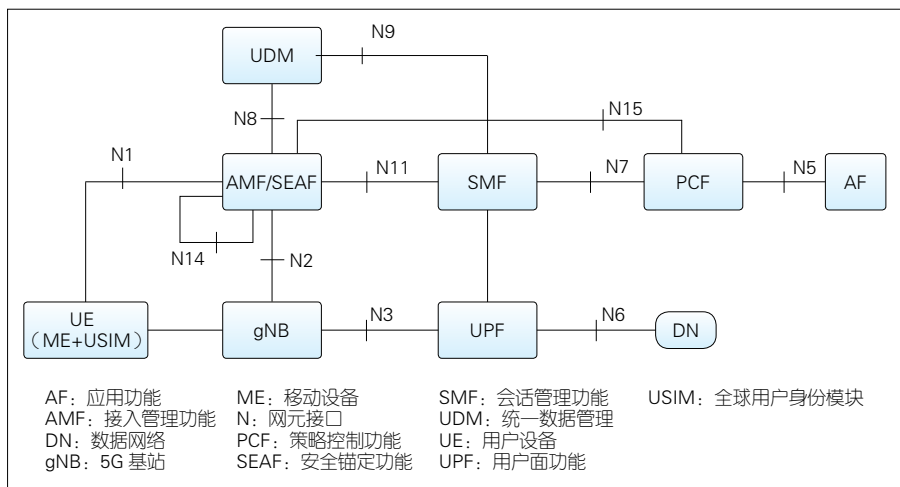 N9
UDM
N8
N15
N1
AMF/SEAF
N11
SMF
N7
PCF
N5
AF
N14
N2
UE
（ME+USIM）
gNB
N3
UPF
N6
DN
AF：应用功能 ME：移动设备 SMF：会话管理功能 USIM：全球用户身份模块
AMF：接入管理功能 N：网元接口 UDM：统一数据管理
DN：数据网络 PCF：策略控制功能 UE：用户设备
gNB：5G 基站 SEAF：安全锚定功能 UPF：用户面功能